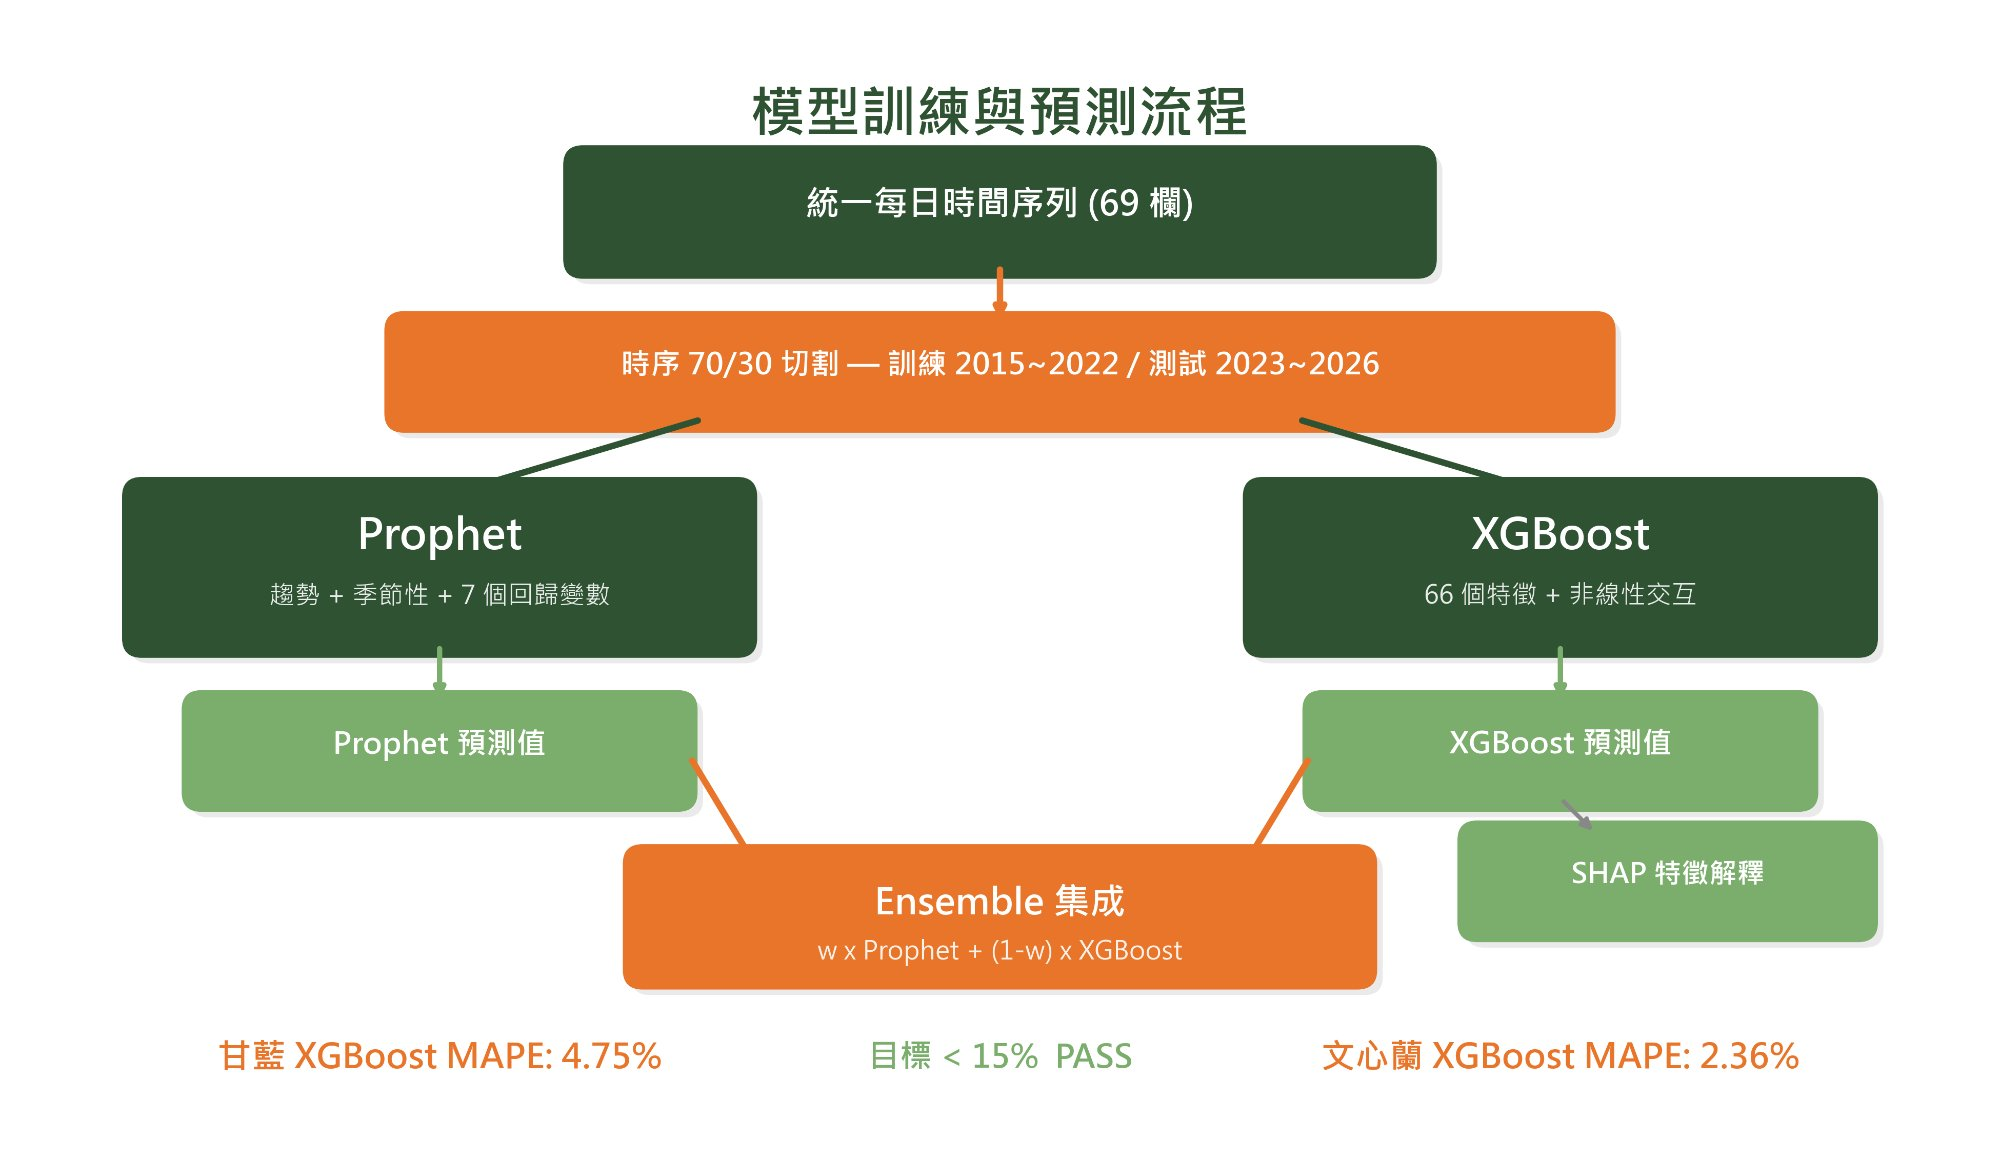 模型訓練與預測流程
統一每日時間序列 (69 欄)
時序 70/30 切割 — 訓練 2015~2022 / 測試 2023~2026
Prophet
趨勢 + 季節性 + 7 個回歸變數
XGBoost
66 個特徵 + 非線性交互
Prophet 預測值
XGBoost 預測值
SHAP 特徵解釋
Ensemble 集成
w x Prophet + (1-w) x XGBoost
甘藍 XGBoost MAPE: 4.75%
目標 < 15%  PASS
文心蘭 XGBoost MAPE: 2.36%